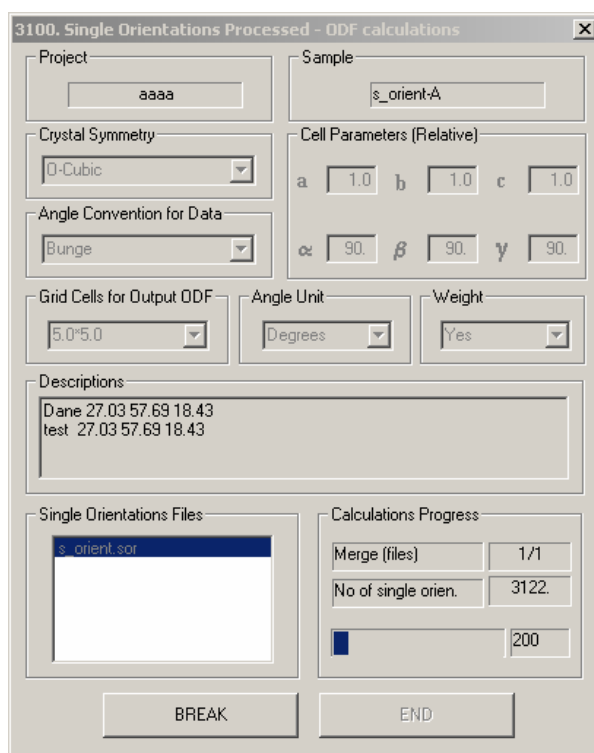 3100. Single Orientations Processed - ODF calculations
Project
aaaa
Sample
s_orient-A
Crystal Symmetry
O-Cubic
Cell Parameters (Relative)
a 1.0 b 1.0 c 1.0
Angle Convention for Data
Bunge
α 90. β 90. γ 90.
Grid Cells for Output ODF
5.0*5.0
Angle Unit
Degrees
Weight
Yes
Descriptions
Dane 27.03 57.69 18.43
test 27.03 57.69 18.43
Single Orientations Files
s_orient.sor
Calculations Progress
Merge (files) 1/1
No of single orien. 3122.
200
BREAK
END